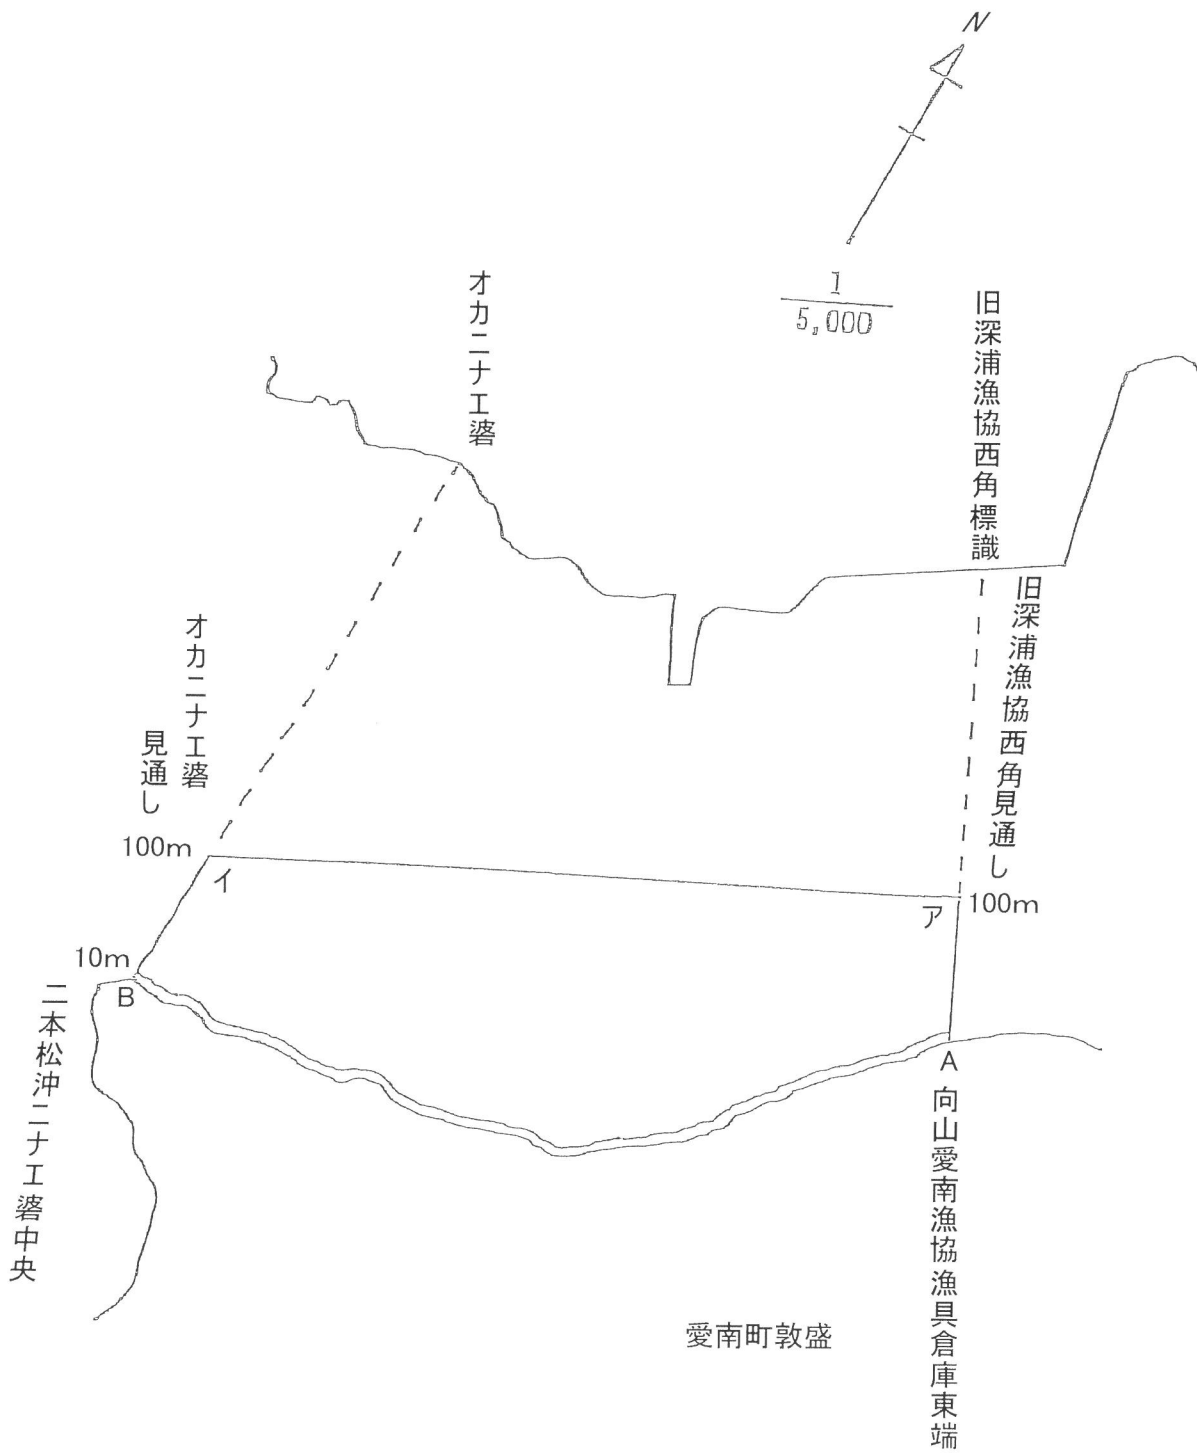 N
1
5,000
オカニナエ碆
旧深浦漁協西角標識
旧深浦漁協西角見通し
オカニナエ碆
見通し
100m
イ
ア
100m
10m
B
二本松沖ニナエ碆中央
A
向山愛南漁協漁具倉庫東端
愛南町敦盛